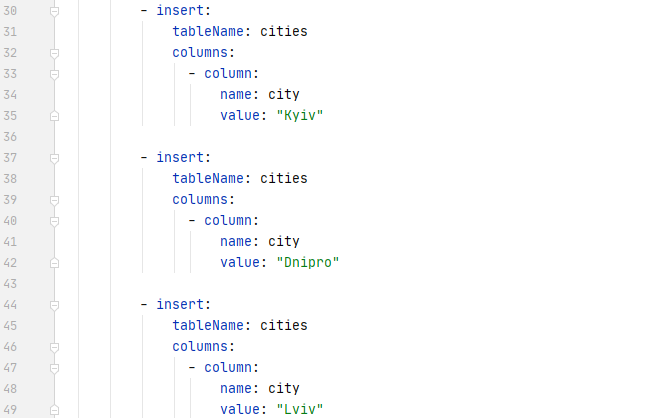 30 - insert:
31 tableName: cities
32 columns:
33 - column:
34 name: city
35 value: "Kyiv"
36
37 - insert:
38 tableName: cities
39 columns:
40 - column:
41 name: city
42 value: "Dnipro"
43
44 - insert:
45 tableName: cities
46 columns:
47 - column:
48 name: city
49 value: "Lviv"